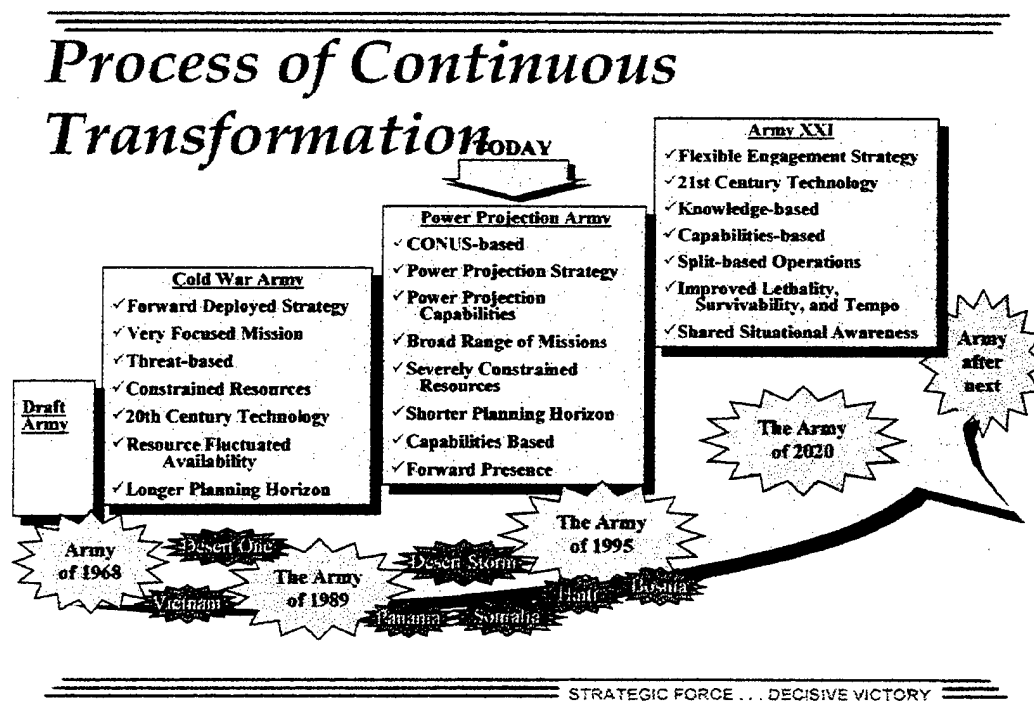 Process of Continuous
Transformation
TODAY
Draft
Army
Cold War Army
✓Forward Deployed Strategy
✓Very Focused Mission
✓Threat-based
✓Constrained Resources
✓20th Century Technology
✓Resource Fluctuated
Availability
✓Longer Planning Horizon
Power Projection Army
✓CONUS-based
✓Power Projection Strategy
✓Power Projection
Capabilities
✓Broad Range of Missions
✓Severely Constrained
Resources
✓Shorter Planning Horizon
✓Capabilities Based
✓Forward Presence
Army XXI
✓Flexible Engagement Strategy
✓21st Century Technology
✓Knowledge-based
✓Capabilities-based
✓Split-based Operations
✓Improved Lethality,
Survivability, and Tempo
✓Shared Situational Awareness
Army
after
next
The Army
of 2020
Army
of 1968
Desert One
Vietnam
The Army
of 1989
Desert Storm
Panama
Somalia
The Army
of 1995
Haiti
Bosnia
STRATEGIC FORCE . . . DECISIVE VICTORY